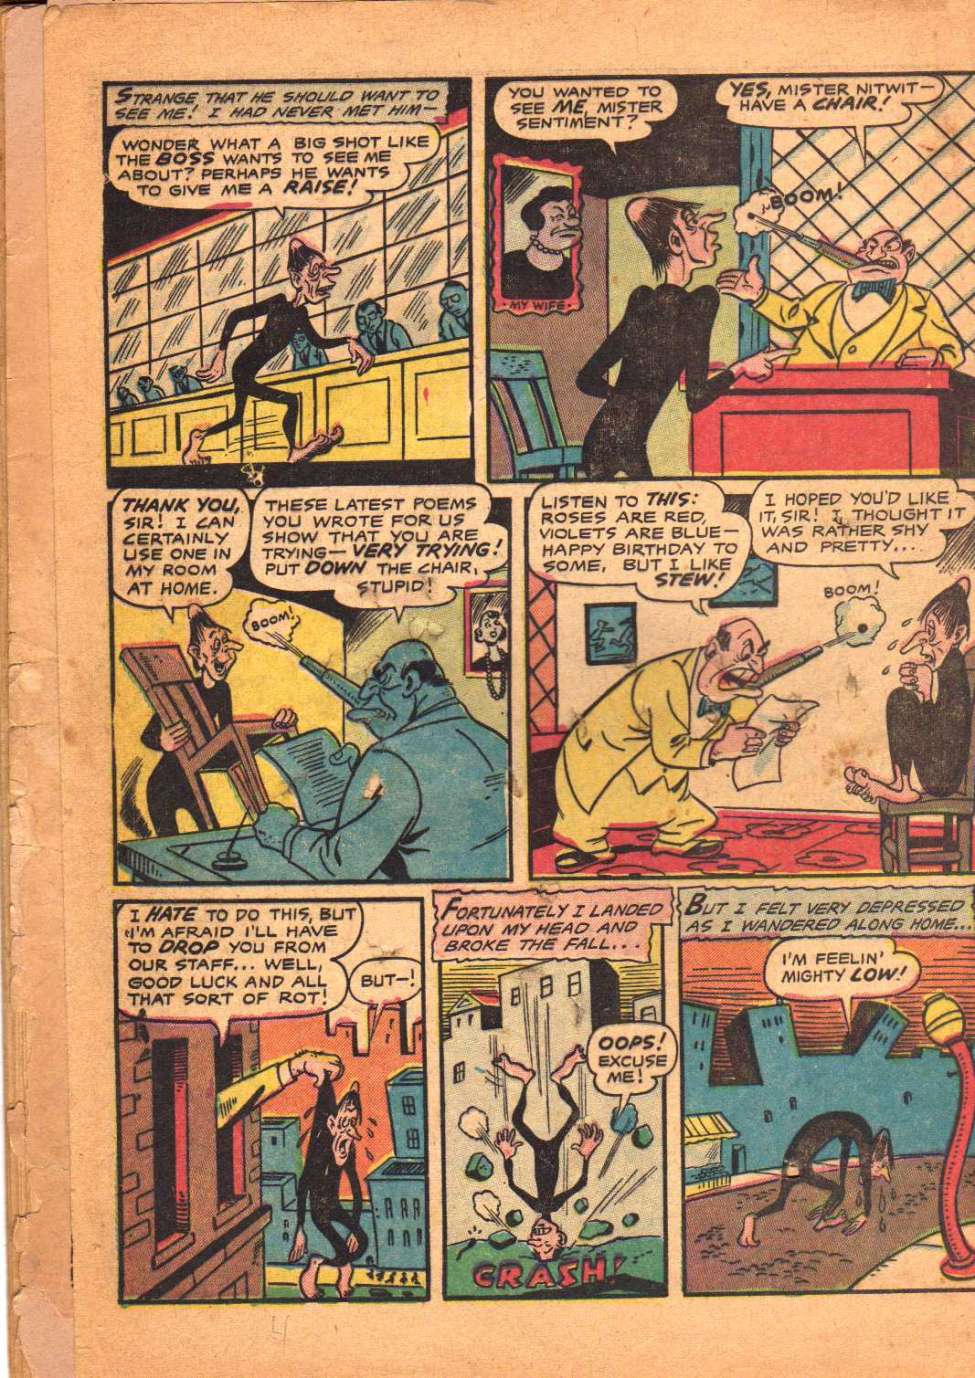 STRANGE THAT HE SHOULD WANT TO
SEE ME! I HAD NEVER MET HIM—
WONDER WHAT A BIG SHOT LIKE
THE BOSS WANTS TO SEE ME
ABOUT? PERHAPS HE WANTS
TO GIVE ME A RAISE!
YOU WANTED TO
SEE ME, MISTER
SENTIMENT?
YES, MISTER NITWIT—
HAVE A CHAIR!
BOOM!
MY WIFE
THANK YOU,
SIR! I CAN
CERTAINLY
USE ONE IN
MY ROOM
AT HOME.
THESE LATEST POEMS
YOU WROTE FOR US
SHOW THAT YOU ARE
TRYING—VERY TRYING!
PUT DOWN THE CHAIR,
STUPID!
BOOM!
LISTEN TO THIS:
ROSES ARE RED,
VIOLETS ARE BLUE—
HAPPY BIRTHDAY TO
SOME, BUT I LIKE
STEW!
I HOPED YOU'D LIKE
IT, SIR! I THOUGHT IT
WAS RATHER SHY
AND PRETTY...
BOOM!
I HATE TO DO THIS, BUT
I'M AFRAID I'LL HAVE
TO DROP YOU FROM
OUR STAFF... WELL,
GOOD LUCK AND ALL
THAT SORT OF ROT!
BUT—!
FORTUNATELY I LANDED
UPON MY HEAD AND
BROKE THE FALL...
OOPS!
EXCUSE
ME!
CRASH!
BUT I FELT VERY DEPRESSED
AS I WANDERED ALONG HOME...
I'M FEELIN'
MIGHTY LOW!
4